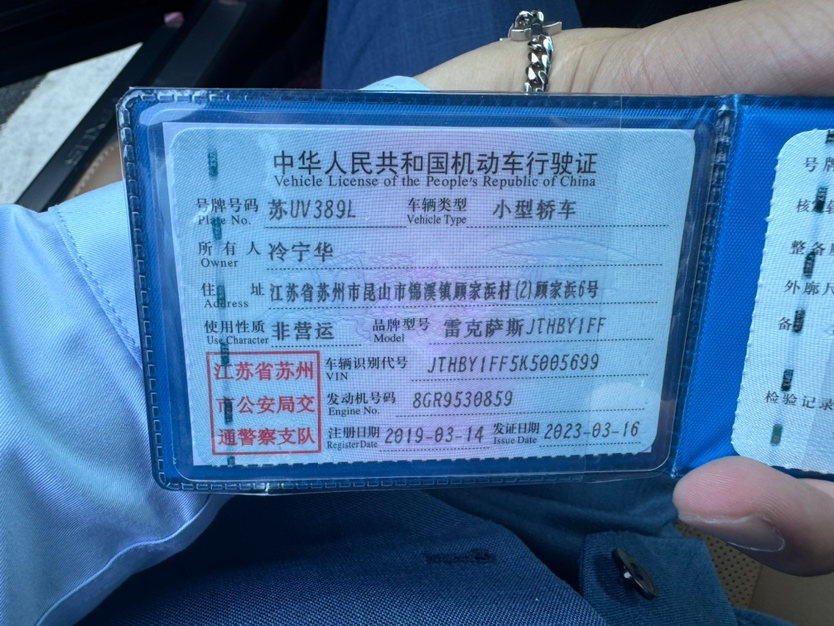 中华人民共和国机动车行驶证
Vehicle License of the People's Republic of China
号牌号码 苏UV389L 车辆类型 小型轿车
Plate No. Vehicle Type
所有人 冷宁华
Owner
住址 江苏省苏州市昆山市锦溪镇顾家浜村(2)顾家浜6号
Address
使用性质 非营运 品牌型号 雷克萨斯JTHBY1FF
Use Character Model
江苏省苏州
市公安局交
通警察支队
车辆识别代号 JTHBY1FF5K5005699
VIN
发动机号码 8GR9530859
Engine No.
注册日期 2019-03-14 发证日期 2023-03-16
Register Date Issue Date
号牌
整备
外廓尺
备
检验记录